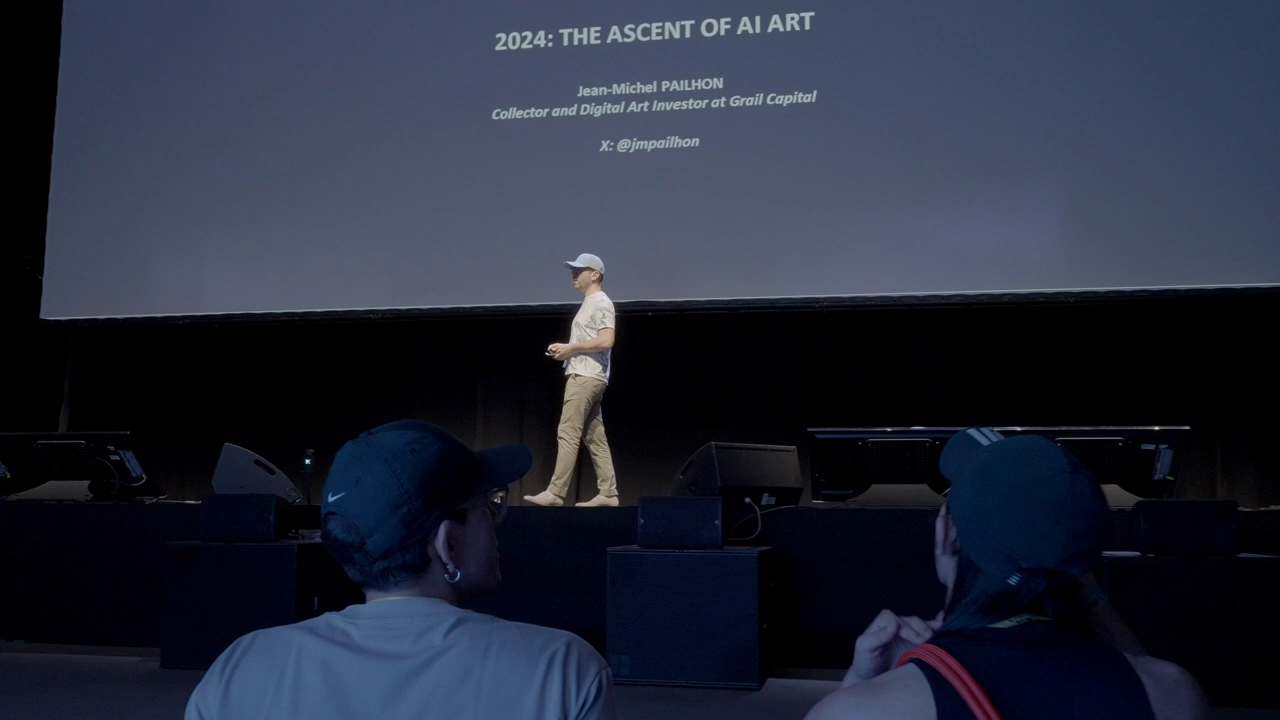 2024: THE ASCENT OF AI ART
Jean-Michel PAILHON
Collector and Digital Art Investor at Grail Capital
X: @jmpailhon